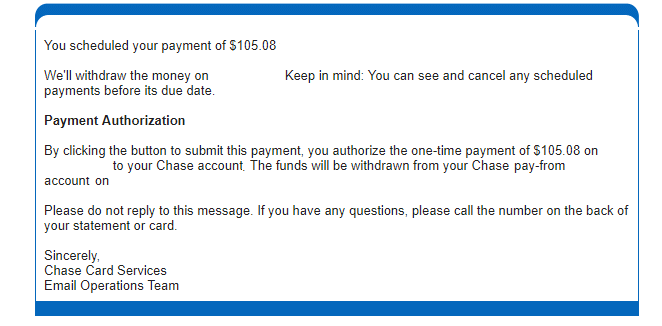 You scheduled your payment of $105.08
We'll withdraw the money on Keep in mind: You can see and cancel any scheduled
payments before its due date.
Payment Authorization
By clicking the button to submit this payment, you authorize the one-time payment of $105.08 on
to your Chase account. The funds will be withdrawn from your Chase pay-from
account on
Please do not reply to this message. If you have any questions, please call the number on the back of
your statement or card.
Sincerely,
Chase Card Services
Email Operations Team